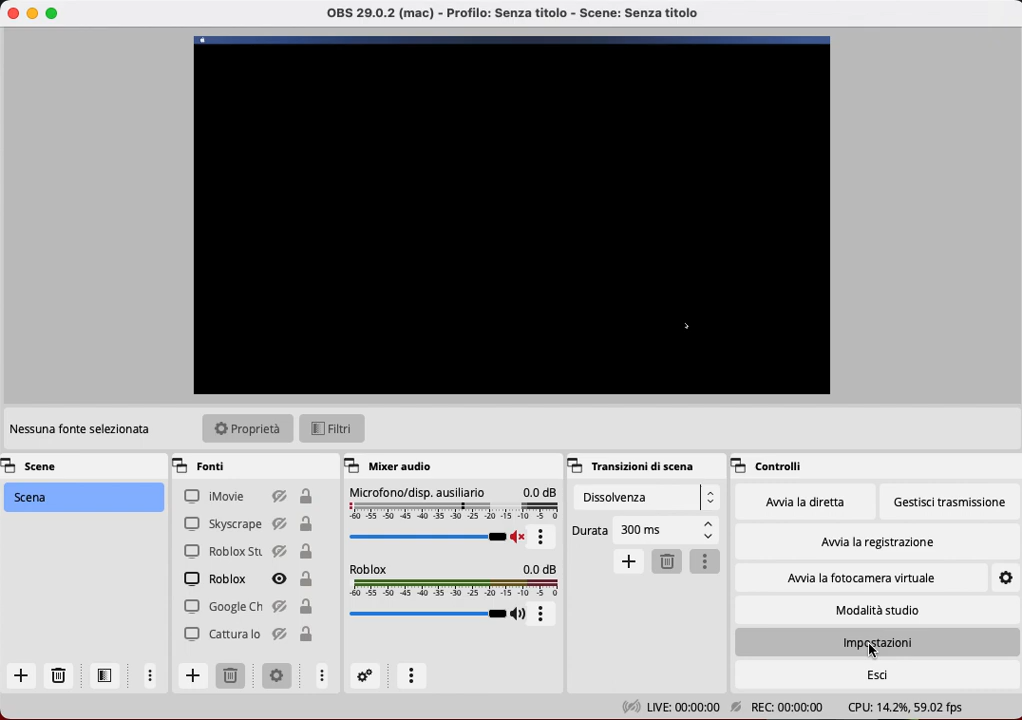 OBS 29.0.2 (mac) - Profilo: Senza titolo - Scene: Senza titolo
Nessuna fonte selezionata
Proprietà
Filtri
Scene
Scena
Fonti
iMovie
Skyscrape
Roblox Stu
Roblox
Google Ch
Cattura lo
Mixer audio
Microfono/disp. ausiliario 0.0 dB
-60 -55 -50 -45 -40 -35 -30 -25 -20 -15 -10 -5 0
Roblox 0.0 dB
-60 -55 -50 -45 -40 -35 -30 -25 -20 -15 -10 -5 0
Transizioni di scena
Dissolvenza
Durata 300 ms
Controlli
Avvia la diretta
Gestisci trasmissione
Avvia la registrazione
Avvia la fotocamera virtuale
Modalità studio
Impostazioni
Esci
LIVE: 00:00:00 REC: 00:00:00 CPU: 14.2%, 59.02 fps